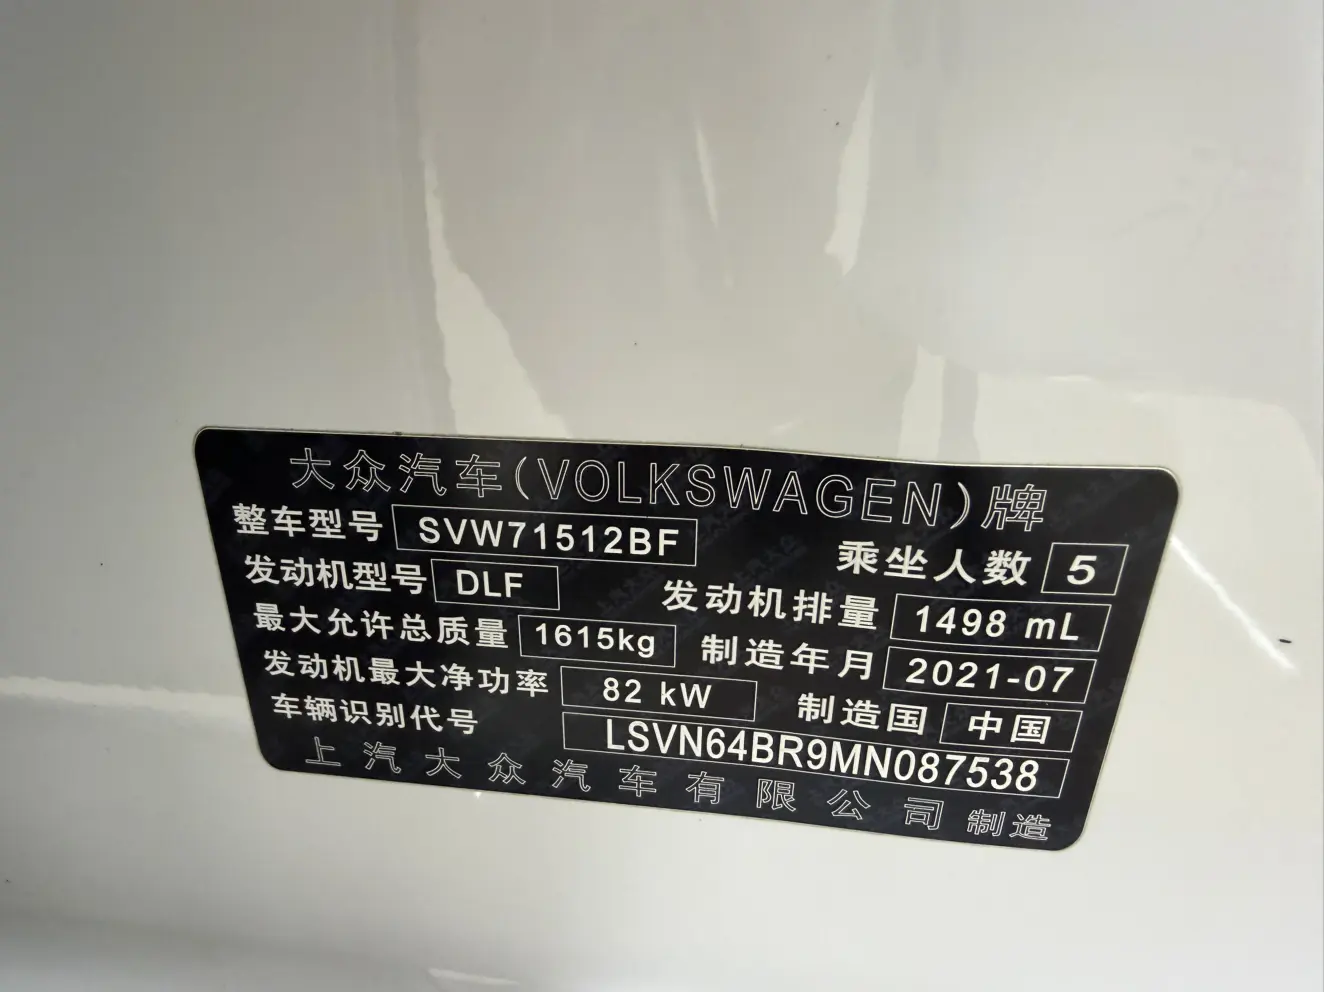 大众汽车(VOLKSWAGEN)牌
整车型号 SVW71512BF 乘坐人数 5
发动机型号 DLF 发动机排量 1498 mL
最大允许总质量 1615kg 制造年月 2021-07
发动机最大净功率 82 kW 制造国 中国
车辆识别代号 LSVN64BR9MN087538
上汽大众汽车有限公司制造